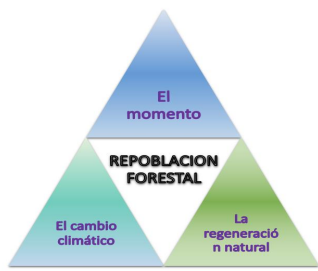 El
momento
REPOBLACION
FORESTAL
El cambio
climático
La
regeneració
n natural